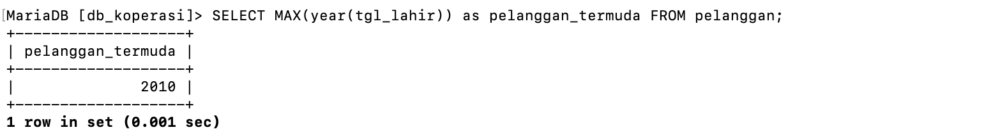 [MariaDB [db_koperasi]> SELECT MAX(year(tgl_lahir)) as pelanggan_termuda FROM pelanggan;
+-------------------+
| pelanggan_termuda |
+-------------------+
|              2010 |
+-------------------+
1 row in set (0.001 sec)